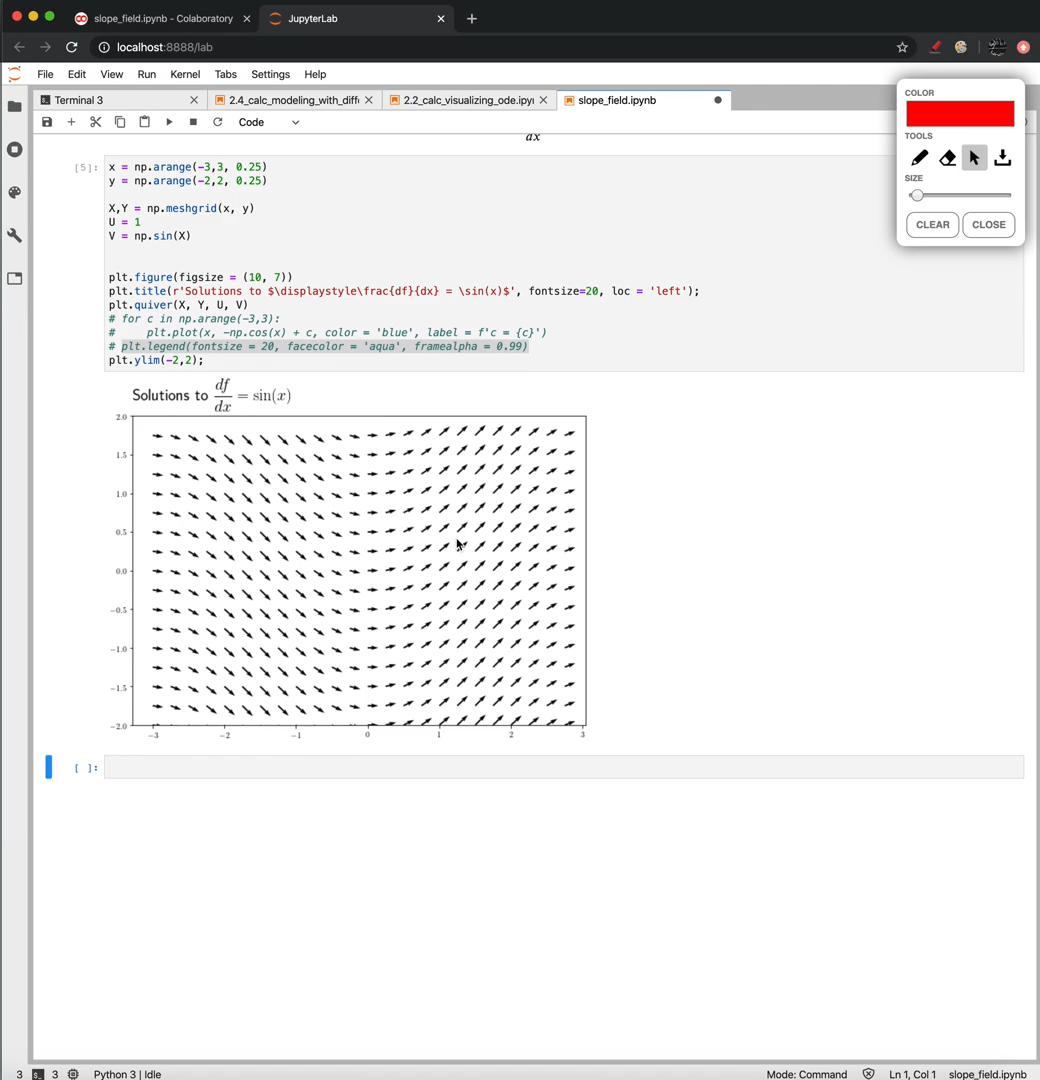 slope_field.ipynb - Colaboratory
JupyterLab
localhost:8888/lab
File Edit View Run Kernel Tabs Settings Help
Terminal 3
2.4_calc_modeling_with_diff
2.2_calc_visualizing_ode.ipyn
slope_field.ipynb
Code
COLOR
TOOLS
SIZE
CLEAR CLOSE
dx
[5]:
x = np.arange(-3,3, 0.25)
y = np.arange(-2,2, 0.25)
X,Y = np.meshgrid(x, y)
U = 1
V = np.sin(X)
plt.figure(figsize = (10, 7))
plt.title(r'Solutions to $\displaystyle\frac{df}{dx} = \sin(x)$', fontsize=20, loc = 'left');
plt.quiver(X, Y, U, V)
# for c in np.arange(-3,3):
#     plt.plot(x, -np.cos(x) + c, color = 'blue', label = f'c = {c}')
# plt.legend(fontsize = 20, facecolor = 'aqua', framealpha = 0.99)
plt.ylim(-2,2);
Solutions to df/dx = sin(x)
2.0
1.5
1.0
0.5
0.0
−0.5
−1.0
−1.5
−2.0
−3 −2 −1 0 1 2 3
[ ]:
3 3 Python 3 | Idle Mode: Command Ln 1, Col 1 slope_field.ipynb